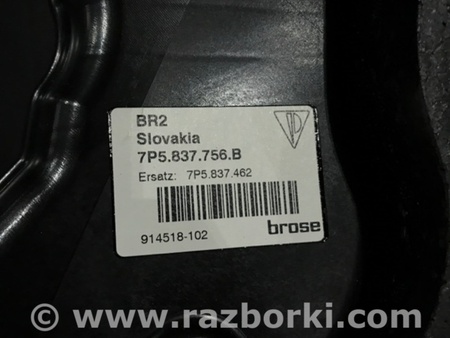 BR2
Slovakia
7P5.837.756.B
Ersatz: 7P5.837.462
914518-102
brose
© www.razborki.com